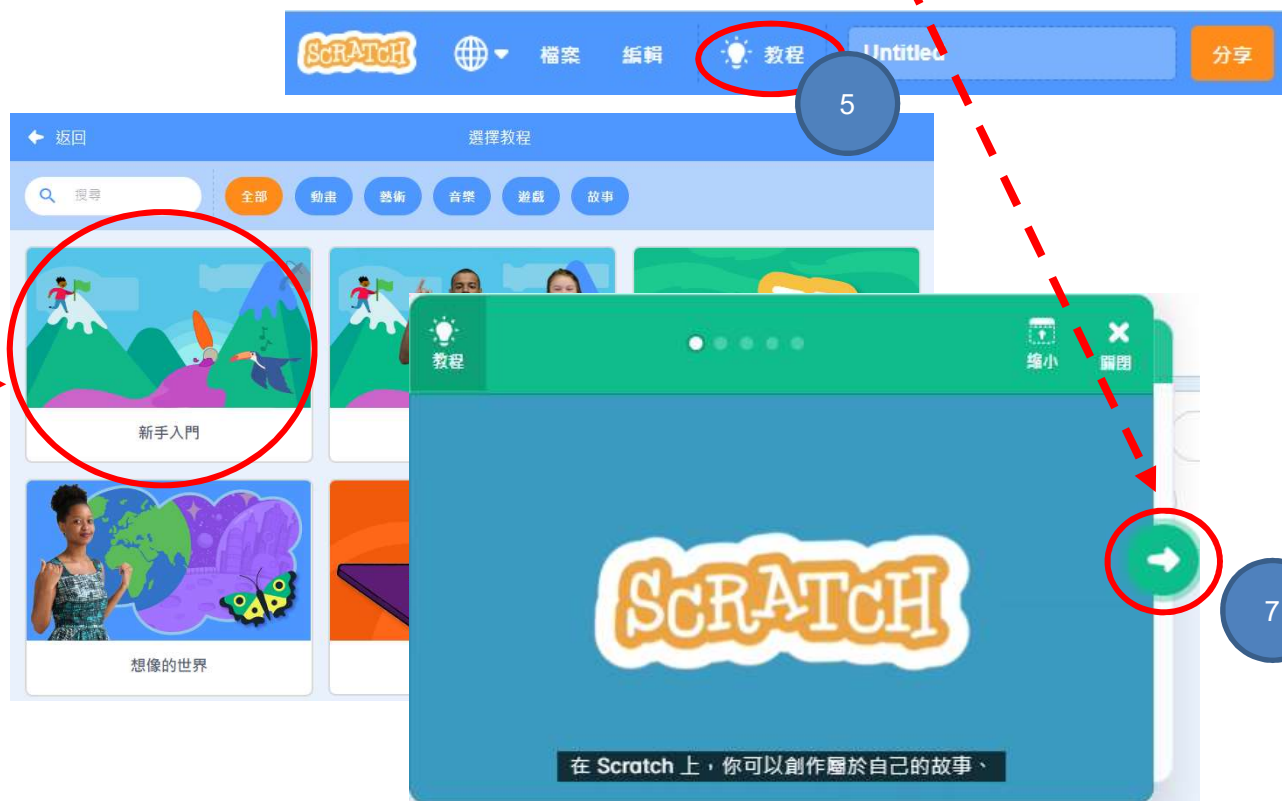 SCRATCH 檔案 編輯 教程 Untitled 分享
5
返回 選擇教程
搜尋 全部 動畫 藝術 音樂 遊戲 故事
教程 縮小 關閉
新手入門
SCRATCH
7
想像的世界
在 Scratch 上，你可以創作屬於自己的故事、